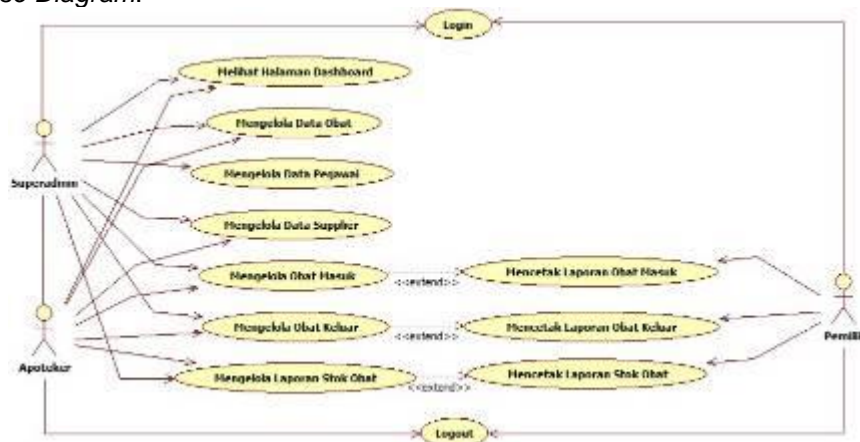 Diagram.
Login
Melihat Halaman Dashboard
Mengelola Data Obat
Mengelola Data Pegawai
Superadmin
Mengelola Data Supplier
Mengelola Obat Masuk
<<extend>>
Mencetak Laporan Obat Masuk
Mengelola Obat Keluar
<<extend>>
Mencetak Laporan Obat Keluar
Pemilik
Apoteker
Mengelola Laporan Stok Obat
<<extend>>
Mencetak Laporan Stok Obat
Logout